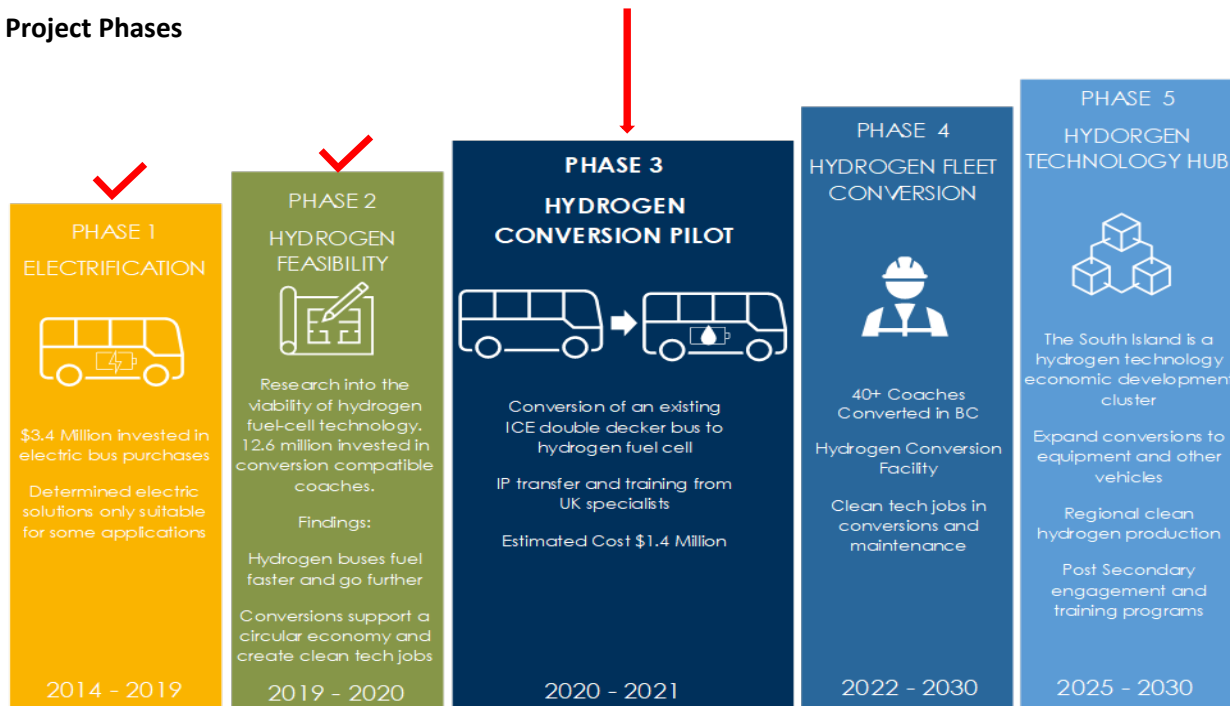 Project Phases
PHASE 1
ELECTRIFICATION
$3.4 Million invested in
electric bus purchases
Determined electric
solutions only suitable
for some applications
2014 - 2019
PHASE 2
HYDROGEN
FEASIBILITY
Research into the
viability of hydrogen
fuel-cell technology.
12.6 million invested in
conversion compatible
coaches.
Findings:
Hydrogen buses fuel
faster and go further
Conversions support a
circular economy and
create clean tech jobs
2019 - 2020
PHASE 3
HYDROGEN
CONVERSION PILOT
Conversion of an existing
ICE double decker bus to
hydrogen fuel cell
IP transfer and training from
UK specialists
Estimated Cost $1.4 Million
2020 - 2021
PHASE 4
HYDROGEN FLEET
CONVERSION
40+ Coaches
Converted in BC
Hydrogen Conversion
Facility
Clean tech jobs in
conversions and
maintenance
2022 - 2030
PHASE 5
HYDORGEN
TECHNOLOGY HUB
The South Island is a
hydrogen technology
economic development
cluster
Expand conversions to
equipment and other
vehicles
Regional clean
hydrogen production
Post Secondary
engagement and
training programs
2025 - 2030